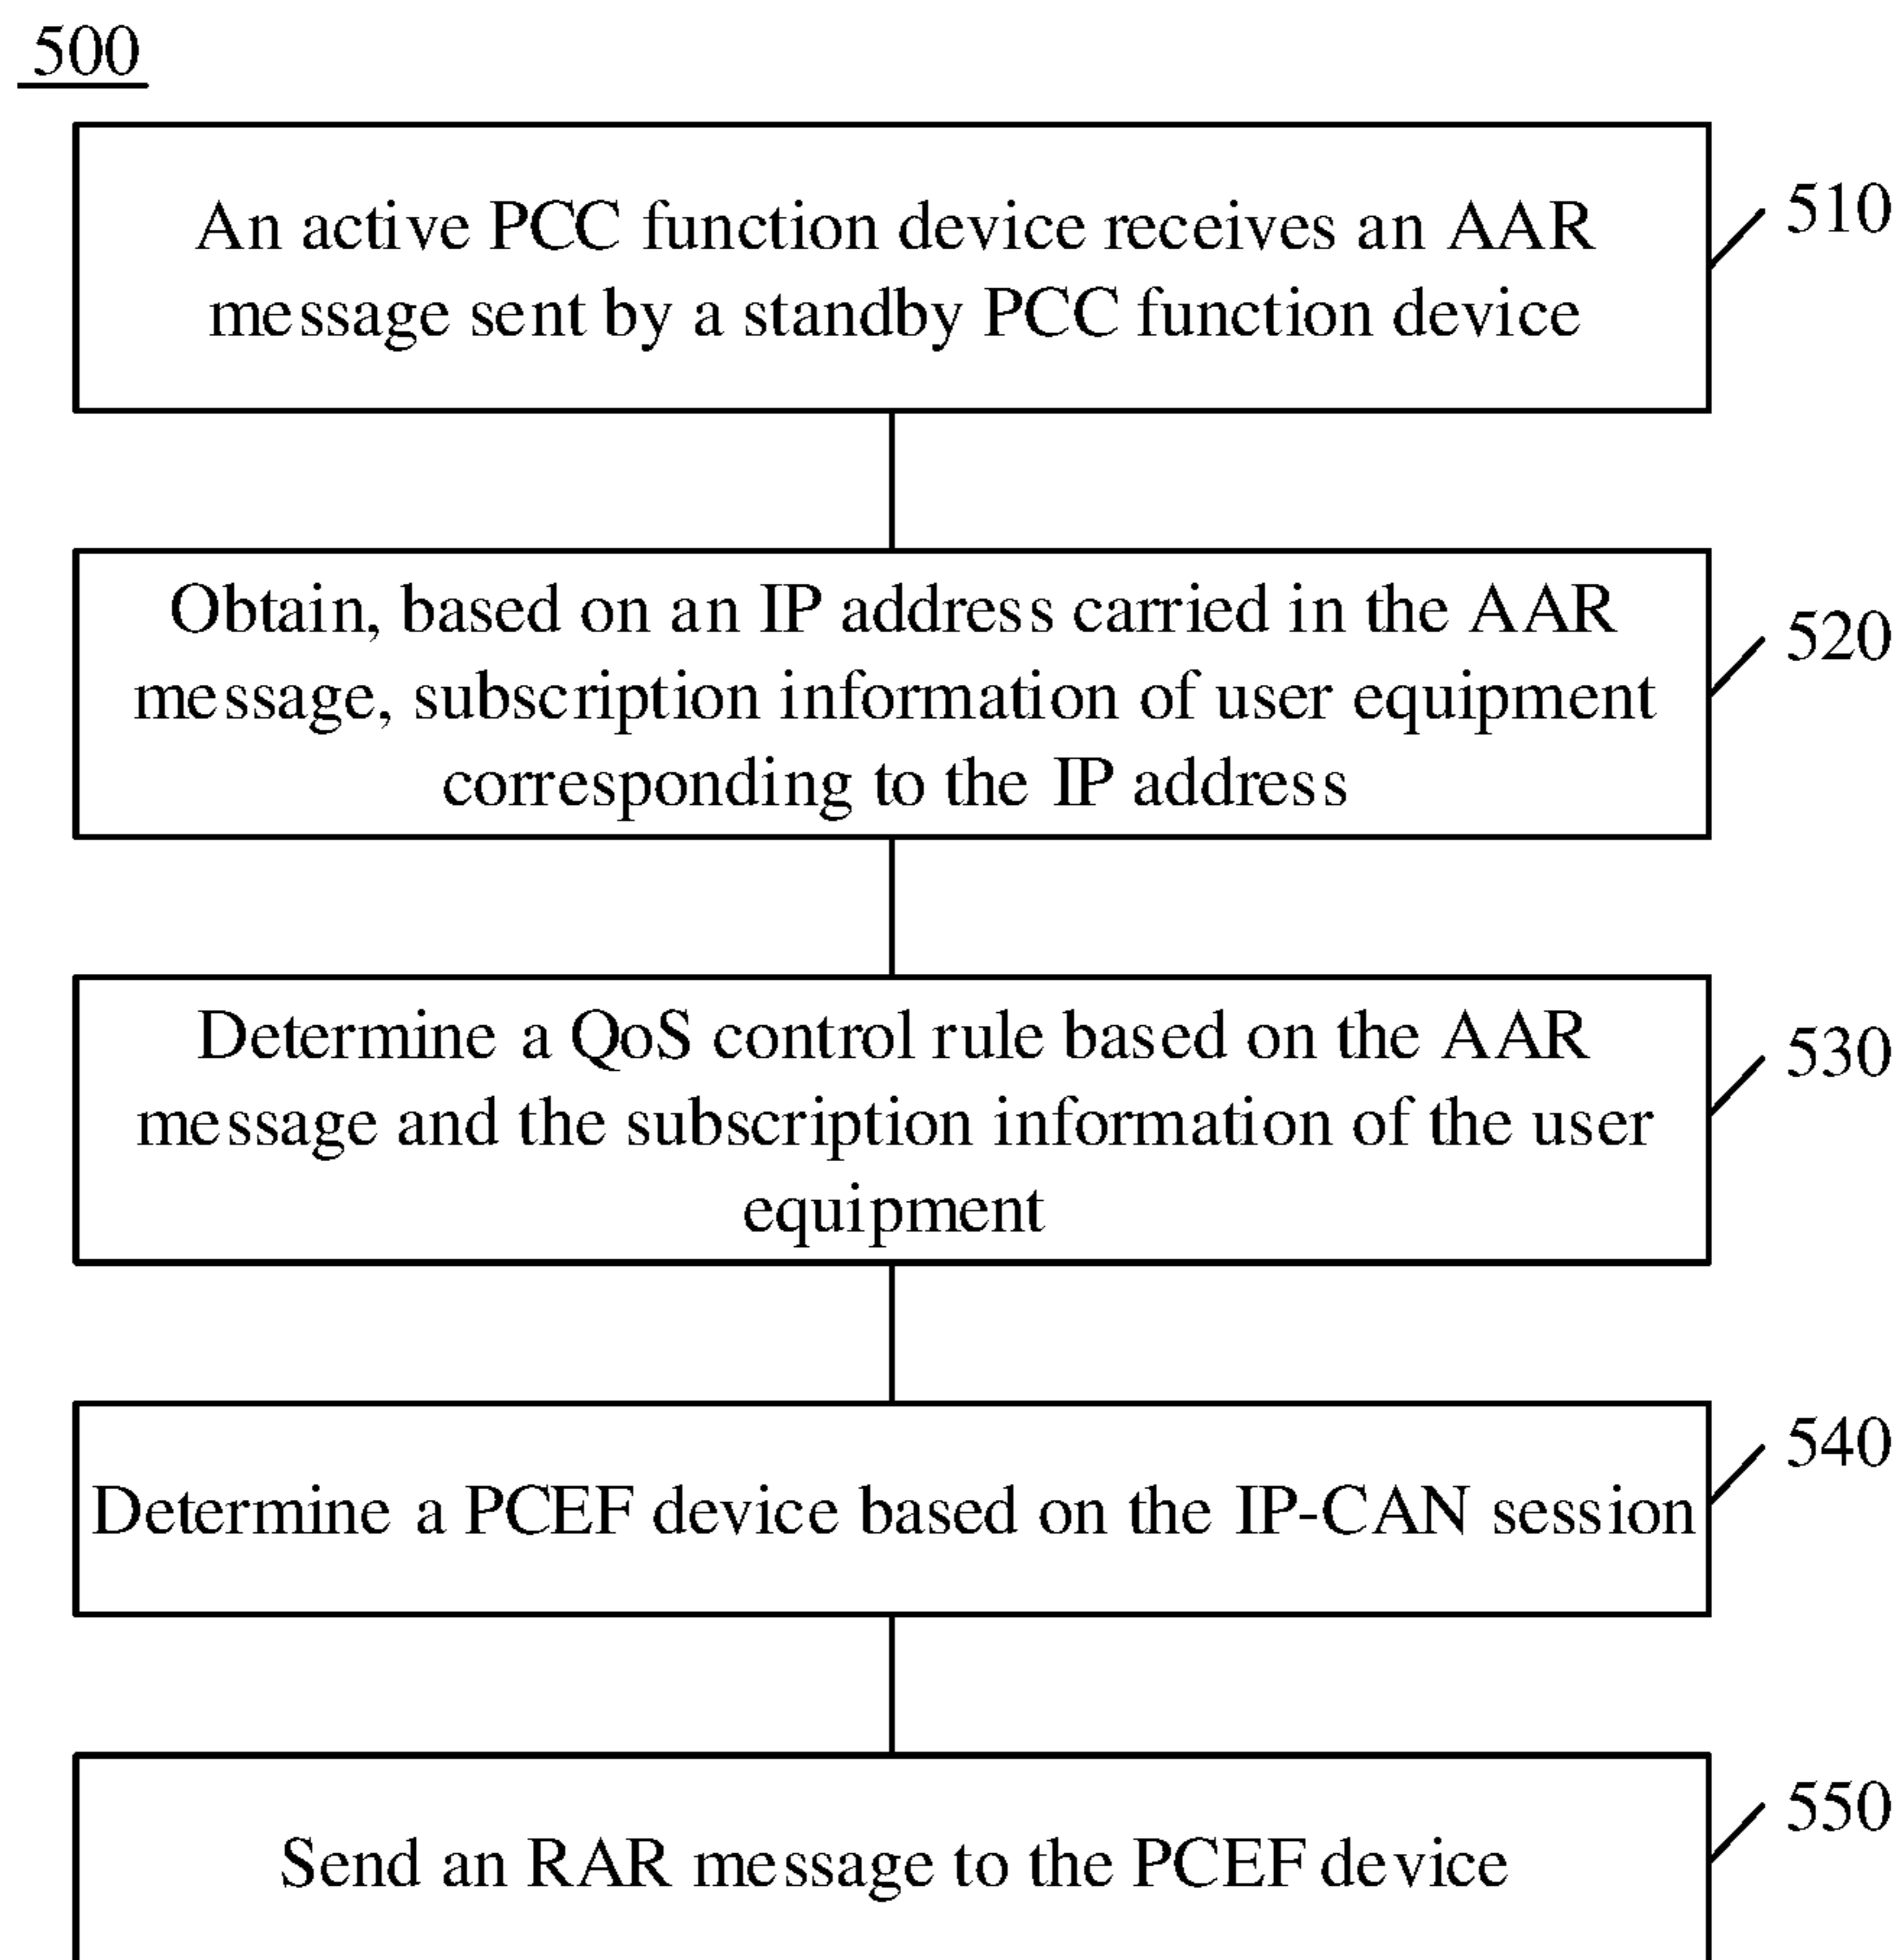 500
An active PCC function device receives an AAR
message sent by a standby PCC function device
510
Obtain, based on an IP address carried in the AAR
message, subscription information of user equipment
corresponding to the IP address
520
Determine a QoS control rule based on the AAR
message and the subscription information of the user
equipment
530
Determine a PCEF device based on the IP-CAN session
540
Send an RAR message to the PCEF device
550